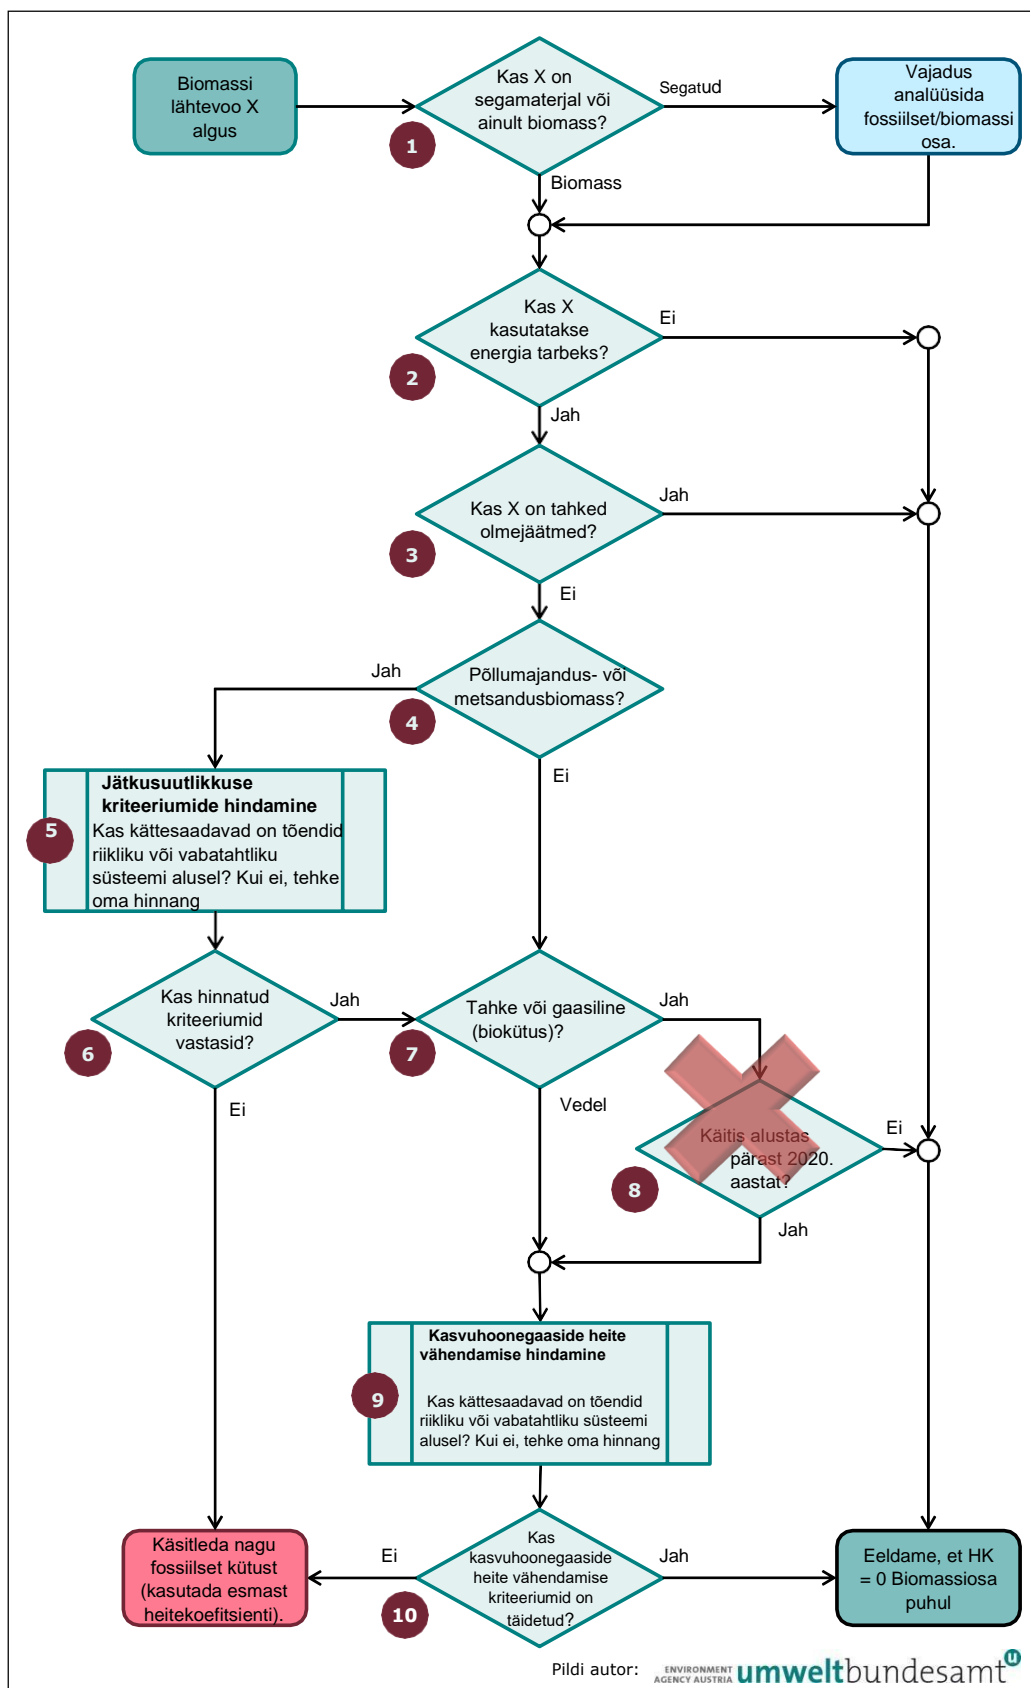 Biomassi
lähtevoo X
algus
Kas X on
segamaterjal või
ainult biomass?
1
Segatud
Vajadus
analüüsida
fossiilset/biomassi
osa.
Biomass
Kas X
kasutatakse
energia tarbeks?
2
Ei
Jah
Kas X on tahked
olmejäätmed?
3
Jah
Ei
Põllumajandus- või
metsandusbiomass?
4
Jah
Ei
Jätkusuutlikkuse
kriteeriumide hindamine
Kas kättesaadavad on tõendid
riikliku või vabatahtliku
süsteemi alusel? Kui ei, tehke
oma hinnang
5
Kas hinnatud
kriteeriumid
vastasid?
6
Jah
Ei
Tahke või gaasiline
(biokütus)?
7
Jah
Vedel
Käitis alustas
pärast 2020.
aastat?
8
Ei
Jah
Kasvuhoonegaaside heite
vähendamise hindamine
Kas kättesaadavad on tõendid
riikliku või vabatahtliku süsteemi
alusel? Kui ei, tehke oma hinnang
9
Kas
kasvuhoonegaaside
heite vähendamise
kriteeriumid on
täidetud?
10
Ei
Jah
Käsitleda nagu
fossiilset kütust
(kasutada esmast
heitekoefitsienti).
Eeldame, et HK
= 0 Biomassiosa
puhul
Pildi autor:
ENVIRONMENT
AGENCY AUSTRIA
umweltbundesamt
u